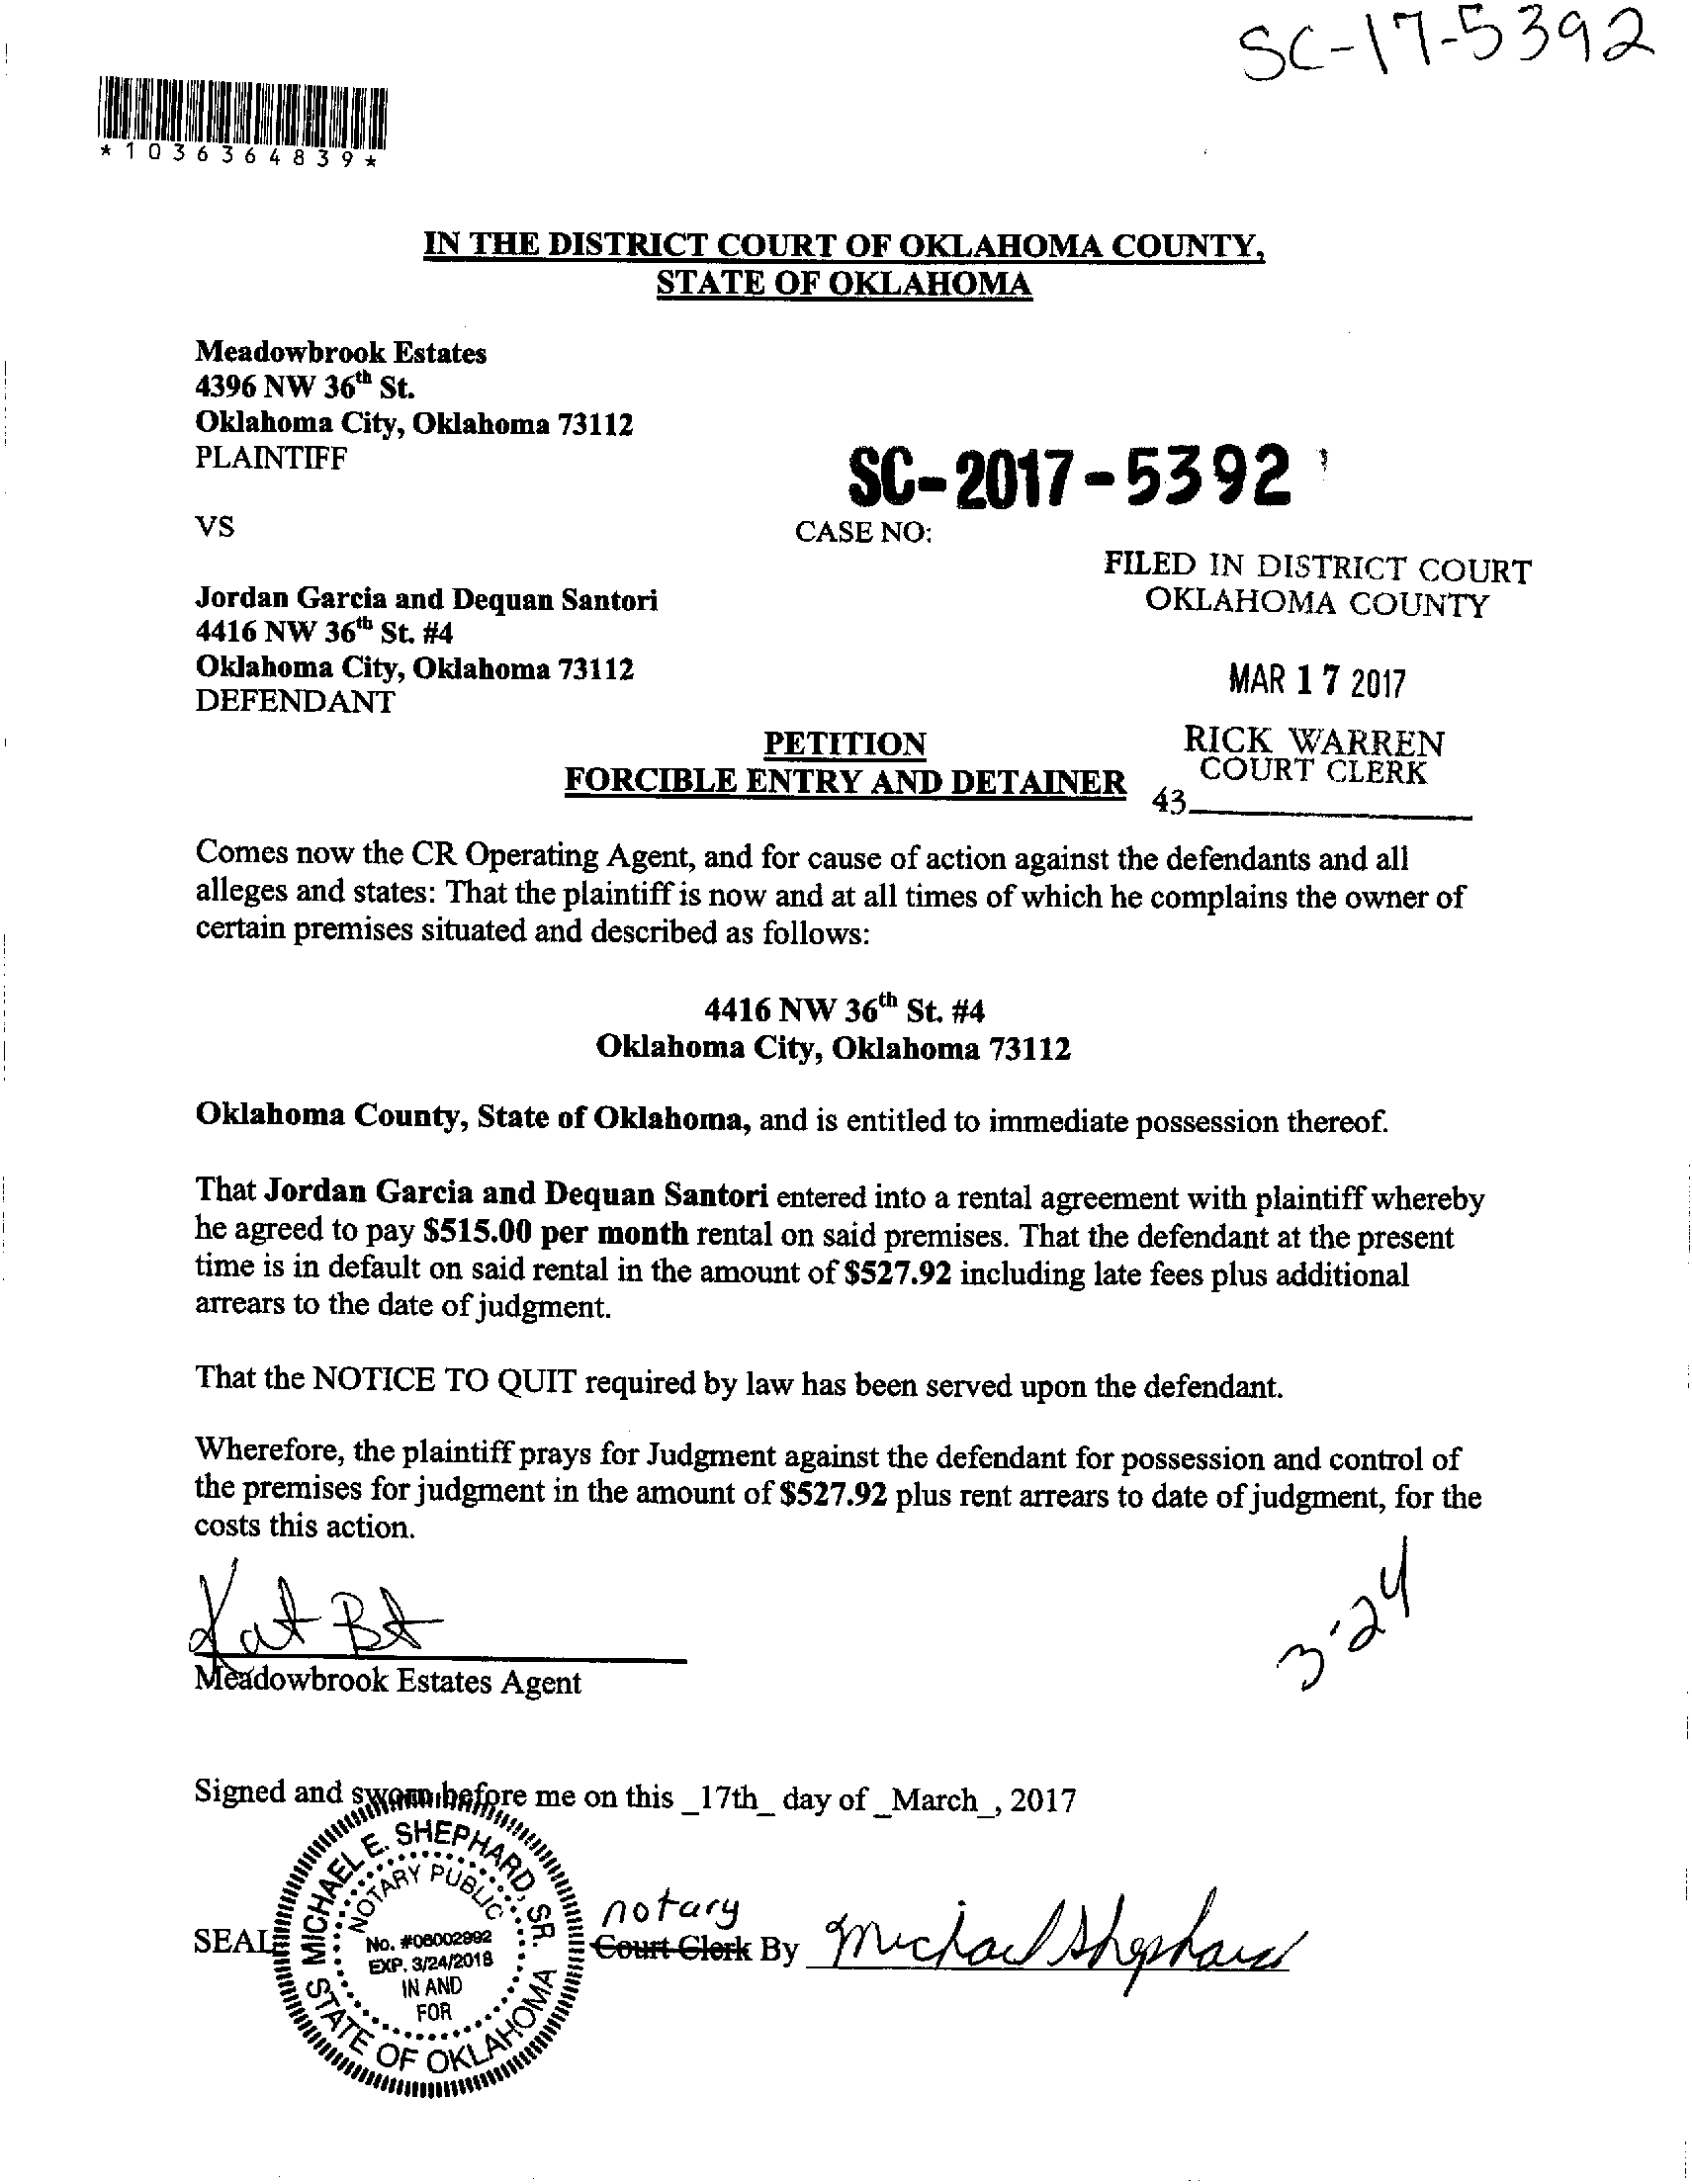 SC-17-5392
*1036364839*
IN THE DISTRICT COURT OF OKLAHOMA COUNTY,
STATE OF OKLAHOMA
Meadowbrook Estates
4396 NW 36th St.
Oklahoma City, Oklahoma 73112
PLAINTIFF
SC-2017-5392
VS
CASE NO:
FILED IN DISTRICT COURT
OKLAHOMA COUNTY
Jordan Garcia and Dequan Santori
4416 NW 36th St. #4
Oklahoma City, Oklahoma 73112
DEFENDANT
MAR 17 2017
RICK WARREN
COURT CLERK
43
PETITION
FORCIBLE ENTRY AND DETAINER
Comes now the CR Operating Agent, and for cause of action against the defendants and all
alleges and states: That the plaintiff is now and at all times of which he complains the owner of
certain premises situated and described as follows:
4416 NW 36th St. #4
Oklahoma City, Oklahoma 73112
Oklahoma County, State of Oklahoma, and is entitled to immediate possession thereof.
That Jordan Garcia and Dequan Santori entered into a rental agreement with plaintiff whereby
he agreed to pay $515.00 per month rental on said premises. That the defendant at the present
time is in default on said rental in the amount of $527.92 including late fees plus additional
arrears to the date of judgment.
That the NOTICE TO QUIT required by law has been served upon the defendant.
Wherefore, the plaintiff prays for Judgment against the defendant for possession and control of
the premises for judgment in the amount of $527.92 plus rent arrears to date of judgment, for the
costs this action.
3-24
Meadowbrook Estates Agent
Signed and sworn before me on this _17th_ day of _March_, 2017
MICHAEL E. SHEPHARD, SR.
NOTARY PUBLIC
No. #06002992
EXP. 3/24/2018
IN AND
FOR
STATE OF OKLAHOMA
notary
SEAL
Court Clerk By Michael Shephard